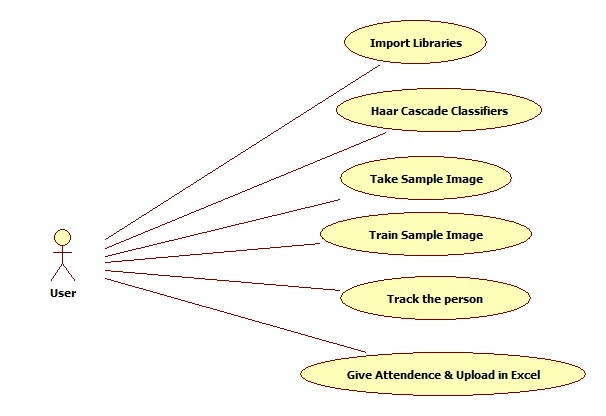 Import Libraries
Haar Cascade Classifiers
Take Sample Image
Train Sample Image
Track the person
Give Attendence & Upload in Excel
User